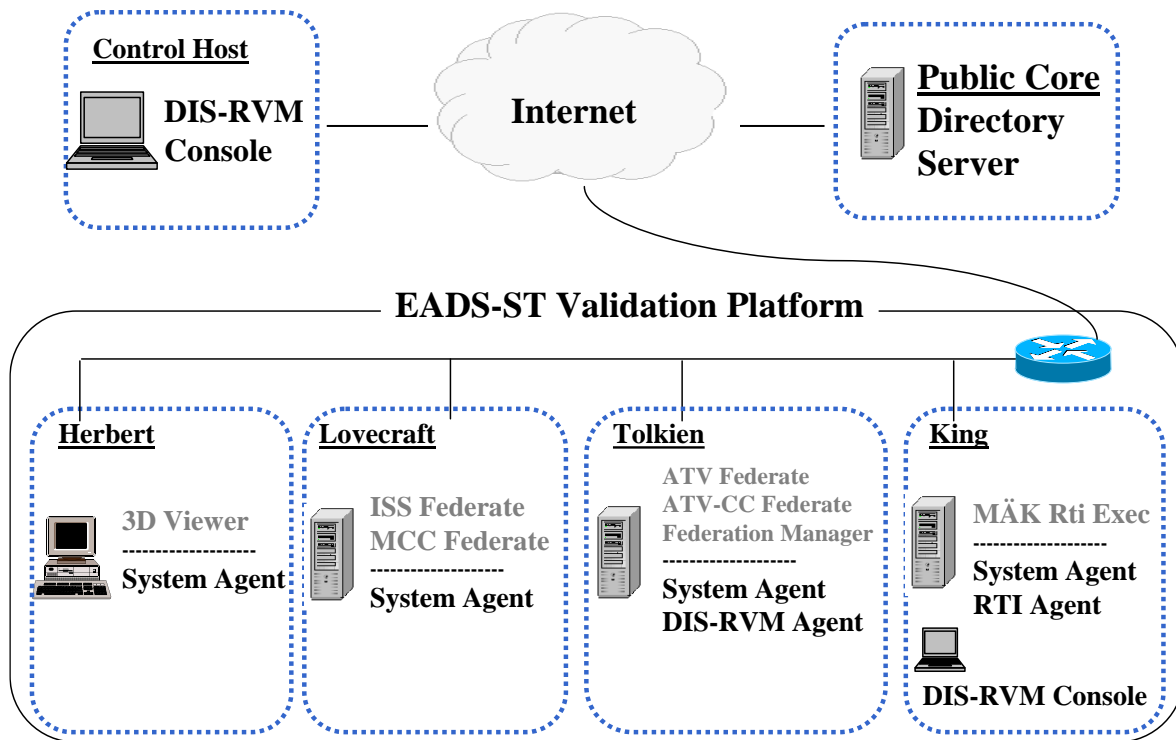 Control Host
DIS-RVM
Console
Internet
Public Core
Directory
Server
EADS-ST Validation Platform
Herbert
3D Viewer
--------------------
System Agent
Lovecraft
ISS Federate
MCC Federate
--------------------
System Agent
Tolkien
ATV Federate
ATV-CC Federate
Federation Manager
--------------------
System Agent
DIS-RVM Agent
King
MÄK Rti Exec
--------------------
System Agent
RTI Agent
DIS-RVM Console